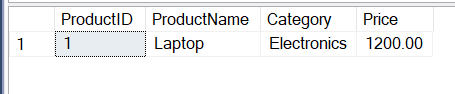 ProductID ProductName Category Price
1 1 Laptop Electronics 1200.00